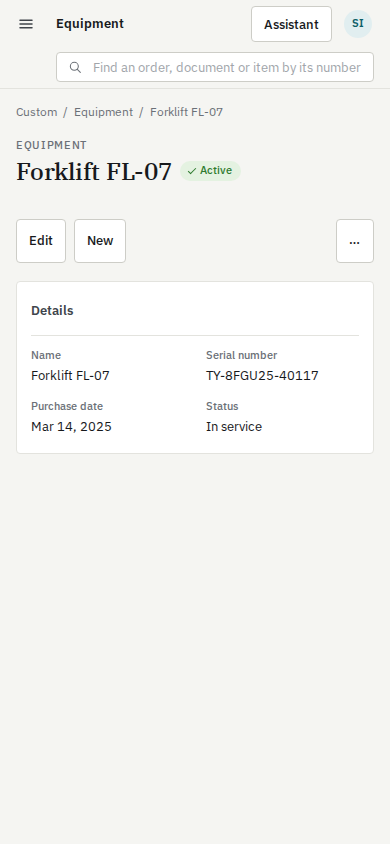 Equipment
Assistant
SI
Find an order, document or item by its number
Custom / Equipment / Forklift FL-07
EQUIPMENT
Forklift FL-07
Active
Edit
New
...
Details
Name
Serial number
Forklift FL-07
TY-8FGU25-40117
Purchase date
Status
Mar 14, 2025
In service